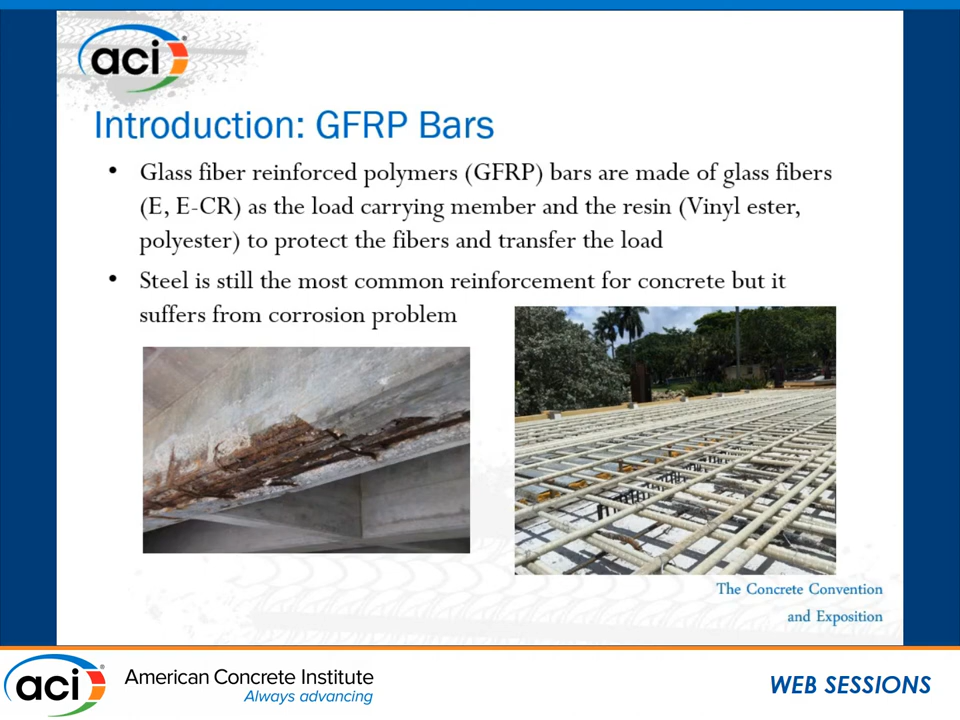 aci
Introduction: GFRP Bars
• Glass fiber reinforced polymers (GFRP) bars are made of glass fibers
(E, E-CR) as the load carrying member and the resin (Vinyl ester,
polyester) to protect the fibers and transfer the load
• Steel is still the most common reinforcement for concrete but it
suffers from corrosion problem
The Concrete Convention
and Exposition
aci
American Concrete Institute
Always advancing
WEB SESSIONS